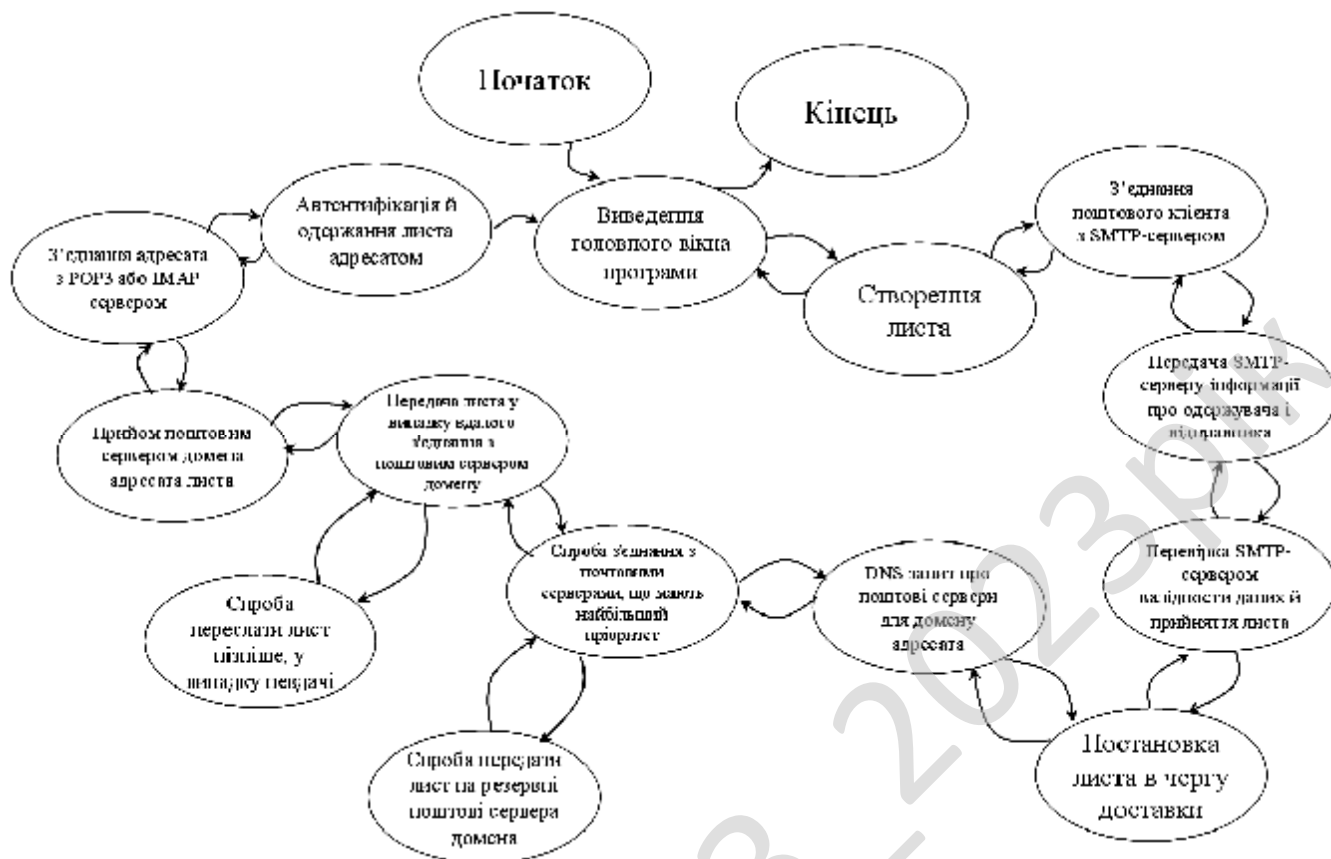 Початок
Кінець
Автентифікація й
одержання листа
адресатом
Виведення
головного вікна
програми
З’єднання
поштового клієнта
з SMTP-сервером
З’єднання адресата
з POP3 або IMAP
сервером
Створення
листа
Передача SMTP-
серверу інформації
про одержувача і
відправника
Передача листа у
випадку вдалого
з'єднання з
поштовим сервером
домену
Прийом поштовим
сервером домена
адресата листа
Перевірка SMTP-
сервером
валідности даних й
прийняття листа
Спроба з'єднання з
почтовими
серверами, що мають
найбільший
пріоритет
DNS запит про
поштові сервери
для домену
адресата
Спроба
переслати лист
пізніше, у
випадку невдачі
Постановка
листа в чергу
доставки
Спроба передати
лист на резервні
поштові сервера
домена
2023рік